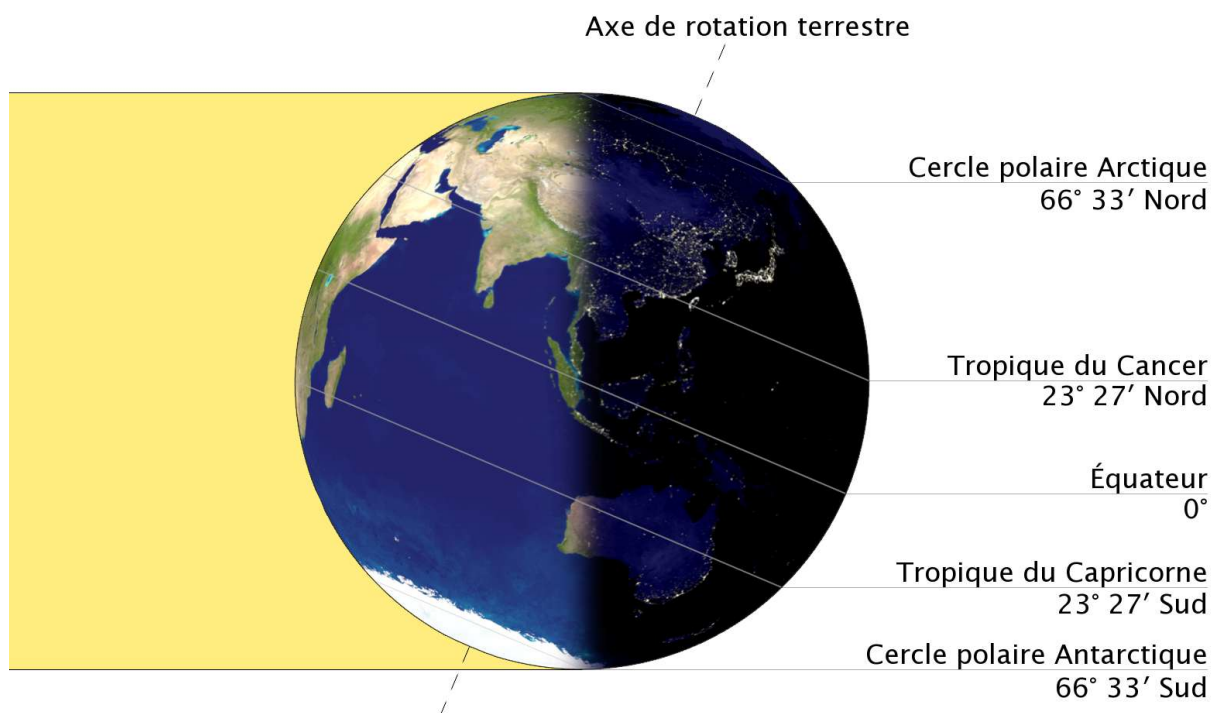 Axe de rotation terrestre
Cercle polaire Arctique
66° 33′ Nord
Tropique du Cancer
23° 27′ Nord
Équateur
0°
Tropique du Capricorne
23° 27′ Sud
Cercle polaire Antarctique
66° 33′ Sud